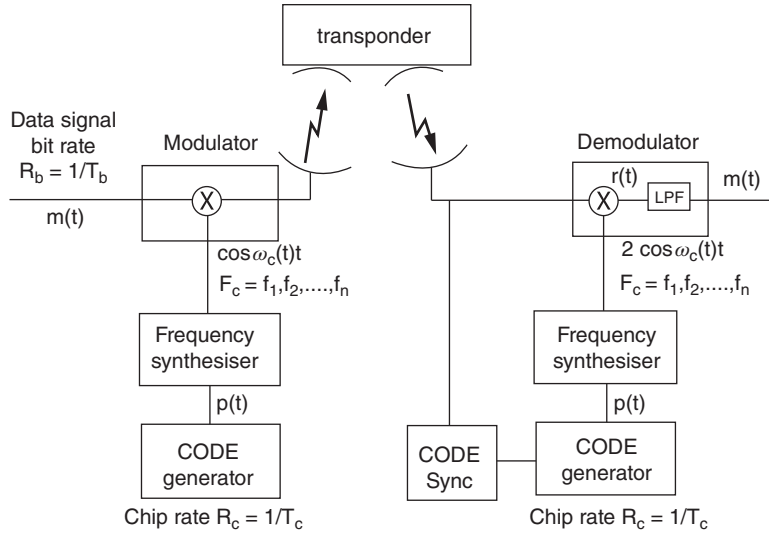 transponder
Data signal
bit rate
R_b = 1/T_b
m(t)
Modulator
X
cosω_c(t)t
F_c = f_1,f_2,....,f_n
Frequency
synthesiser
p(t)
CODE
generator
Chip rate R_c = 1/T_c
Demodulator
r(t)
X
LPF
m(t)
2 cosω_c(t)t
F_c = f_1,f_2,....,f_n
Frequency
synthesiser
p(t)
CODE
Sync
CODE
generator
Chip rate R_c = 1/T_c